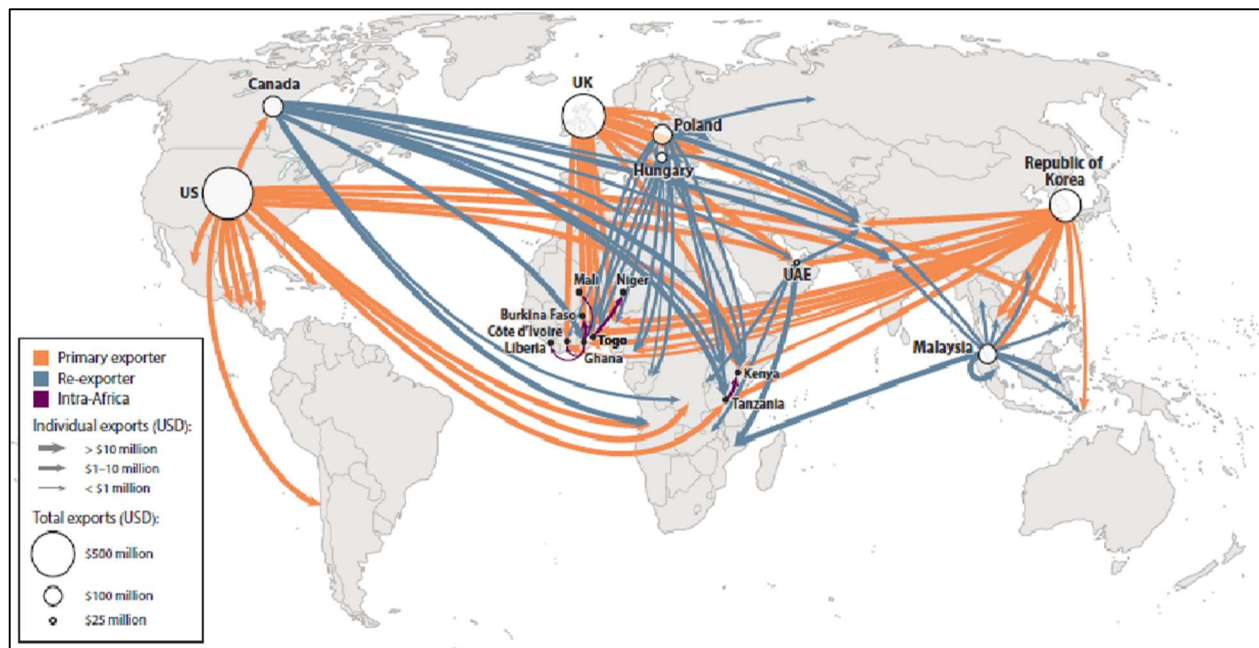 Canada
UK
Poland
Hungary
Republic of
Korea
US
UAE
Mali
Niger
Burkina Faso
Côte d'Ivoire
Togo
Liberia
Ghana
Malaysia
Kenya
Tanzania
Primary exporter
Re-exporter
Intra-Africa
Individual exports (USD):
> $10 million
$1–10 million
< $1 million
Total exports (USD):
$500 million
$100 million
$25 million